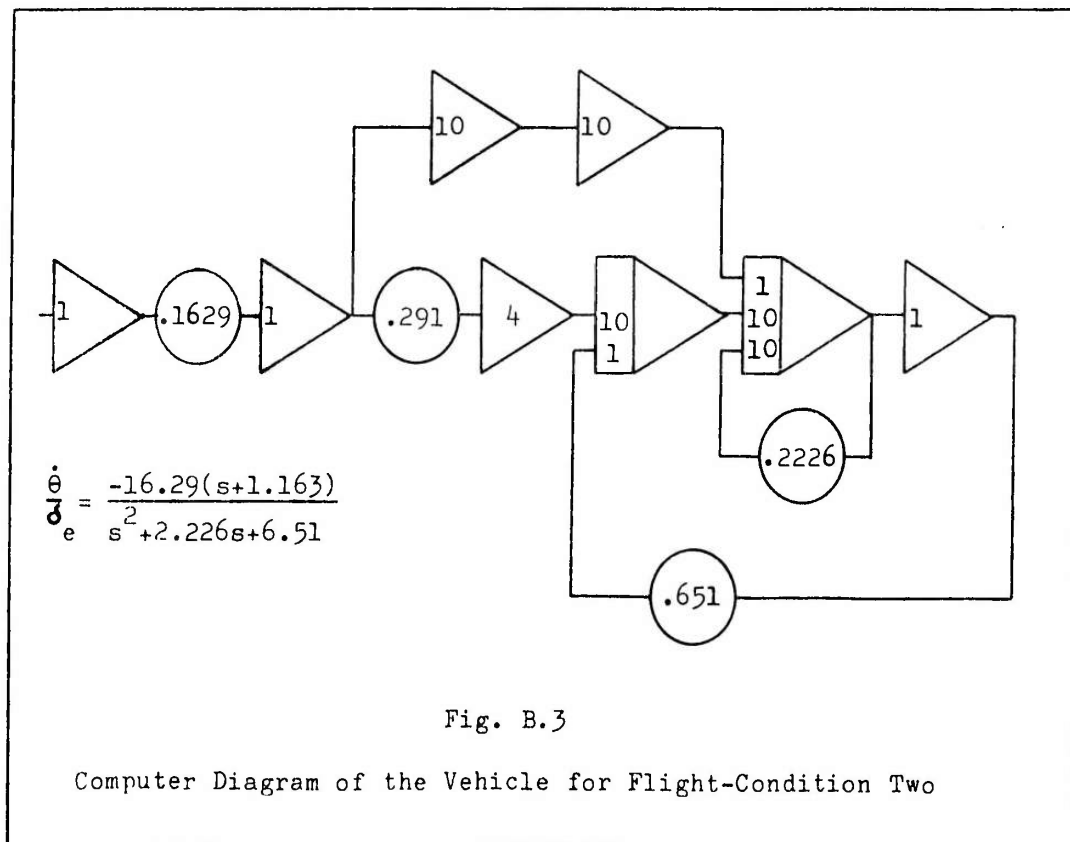 10 10
1 .1629 1 .291 4 10 1 1 10 10 1
.2226
θ̇/δe = -16.29(s+1.163)/s²+2.226s+6.51
.651
Fig. B.3
Computer Diagram of the Vehicle for Flight-Condition Two